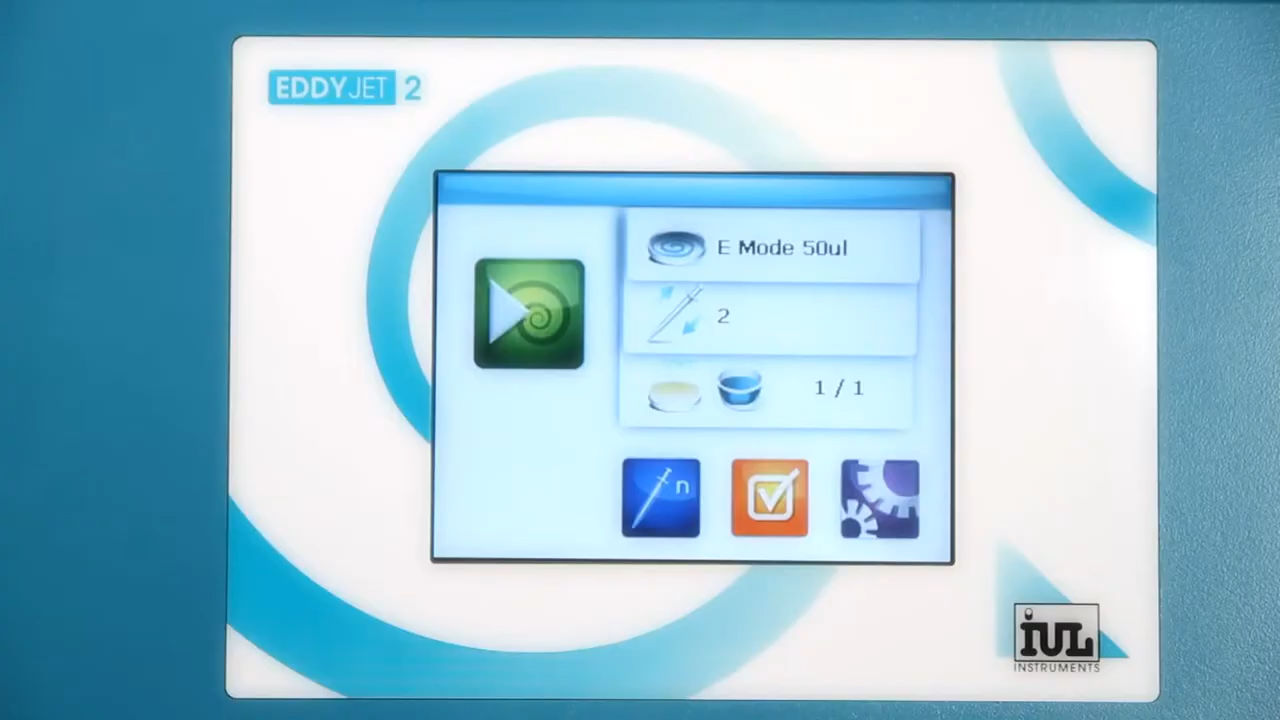 EDDYJET 2
E Mode 50ul
2
1 / 1
n
iUL
INSTRUMENTS